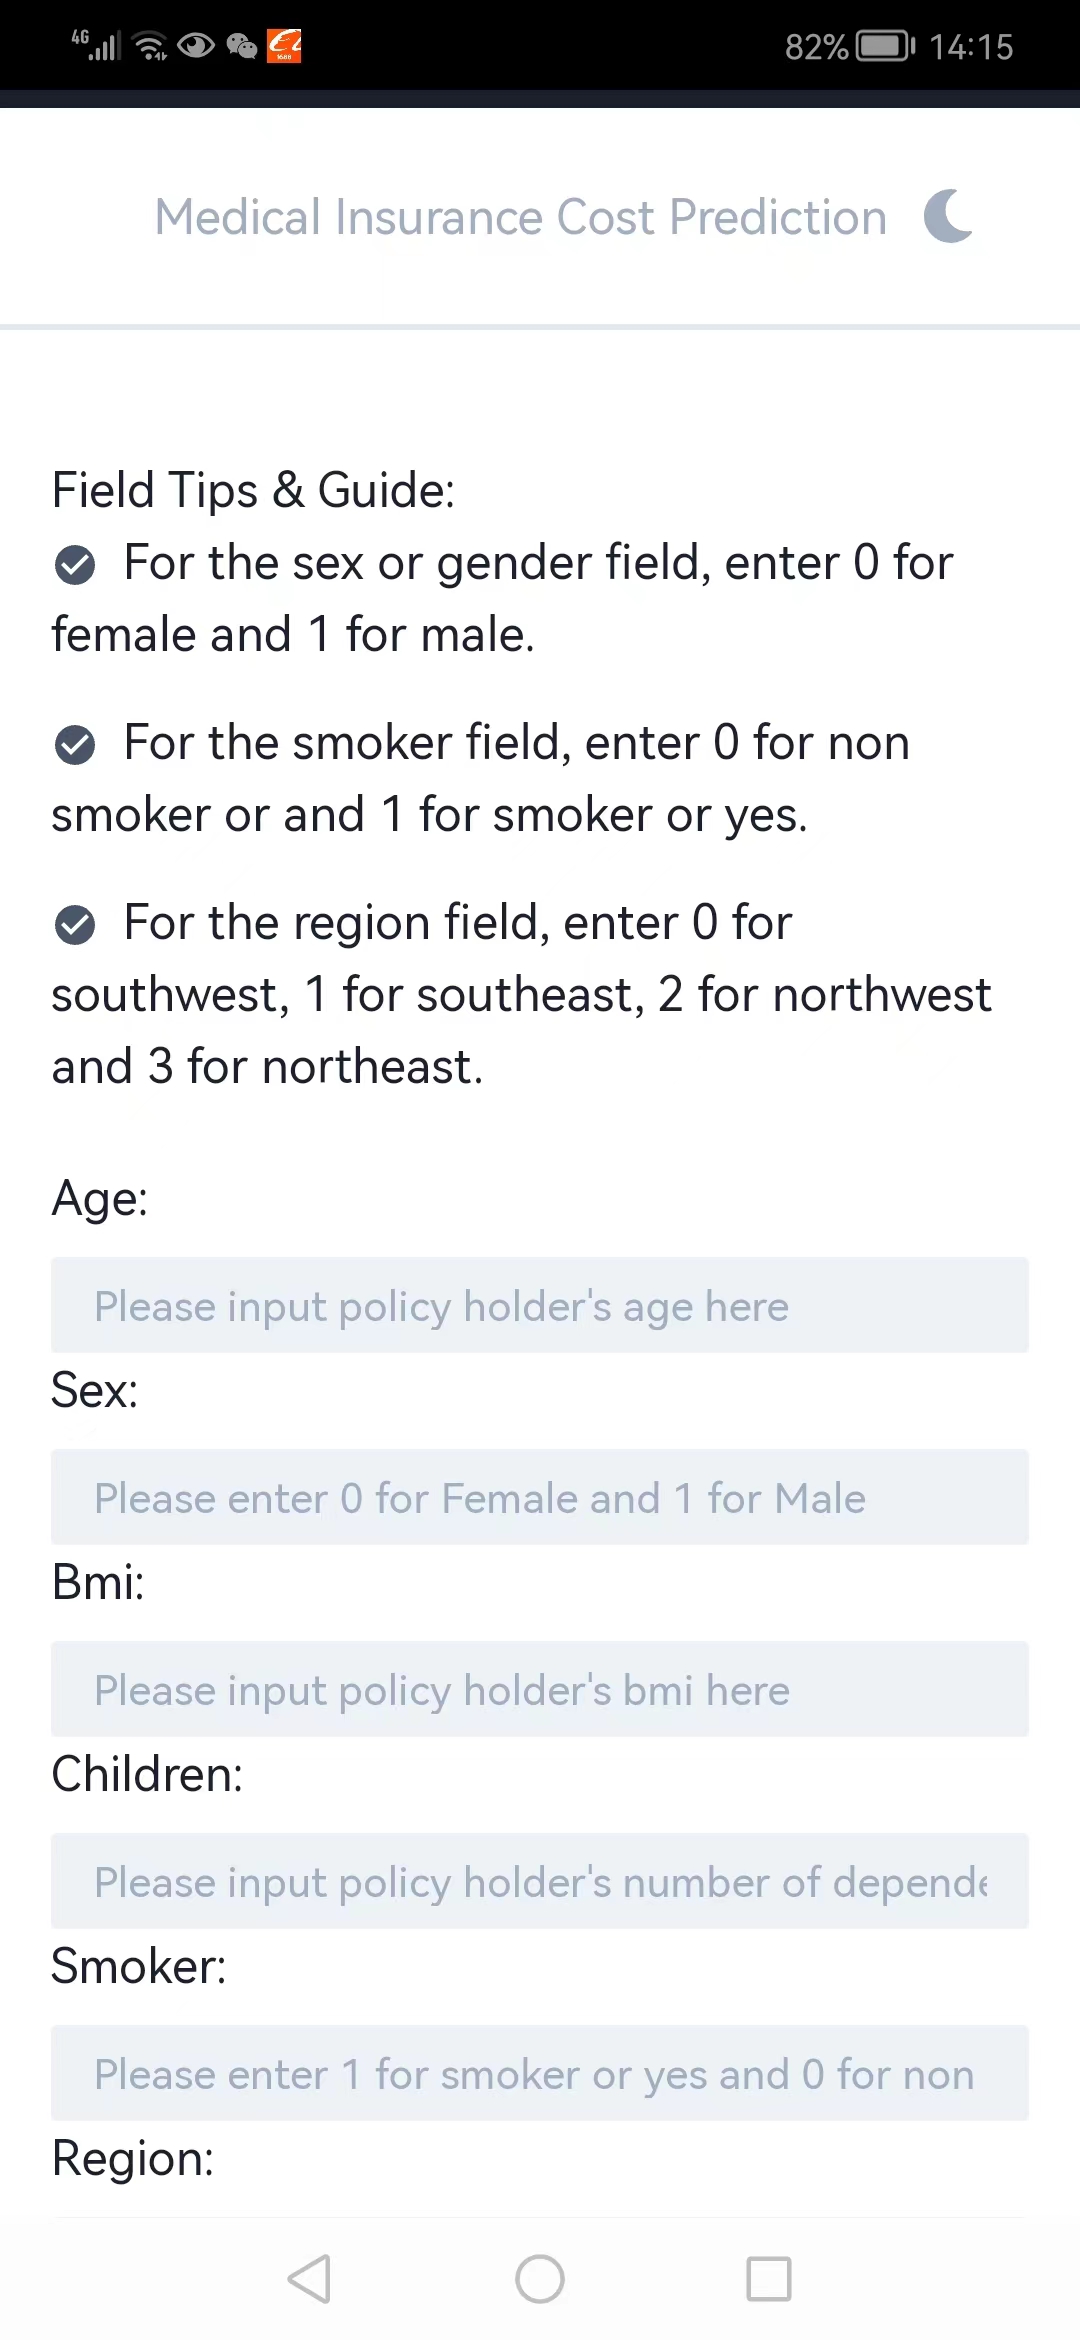 4G
1688
82% 14:15
Medical Insurance Cost Prediction
Field Tips & Guide:
For the sex or gender field, enter 0 for
female and 1 for male.
For the smoker field, enter 0 for non
smoker or and 1 for smoker or yes.
For the region field, enter 0 for
southwest, 1 for southeast, 2 for northwest
and 3 for northeast.
Age:
Please input policy holder's age here
Sex:
Please enter 0 for Female and 1 for Male
Bmi:
Please input policy holder's bmi here
Children:
Please input policy holder's number of depende
Smoker:
Please enter 1 for smoker or yes and 0 for non
Region: